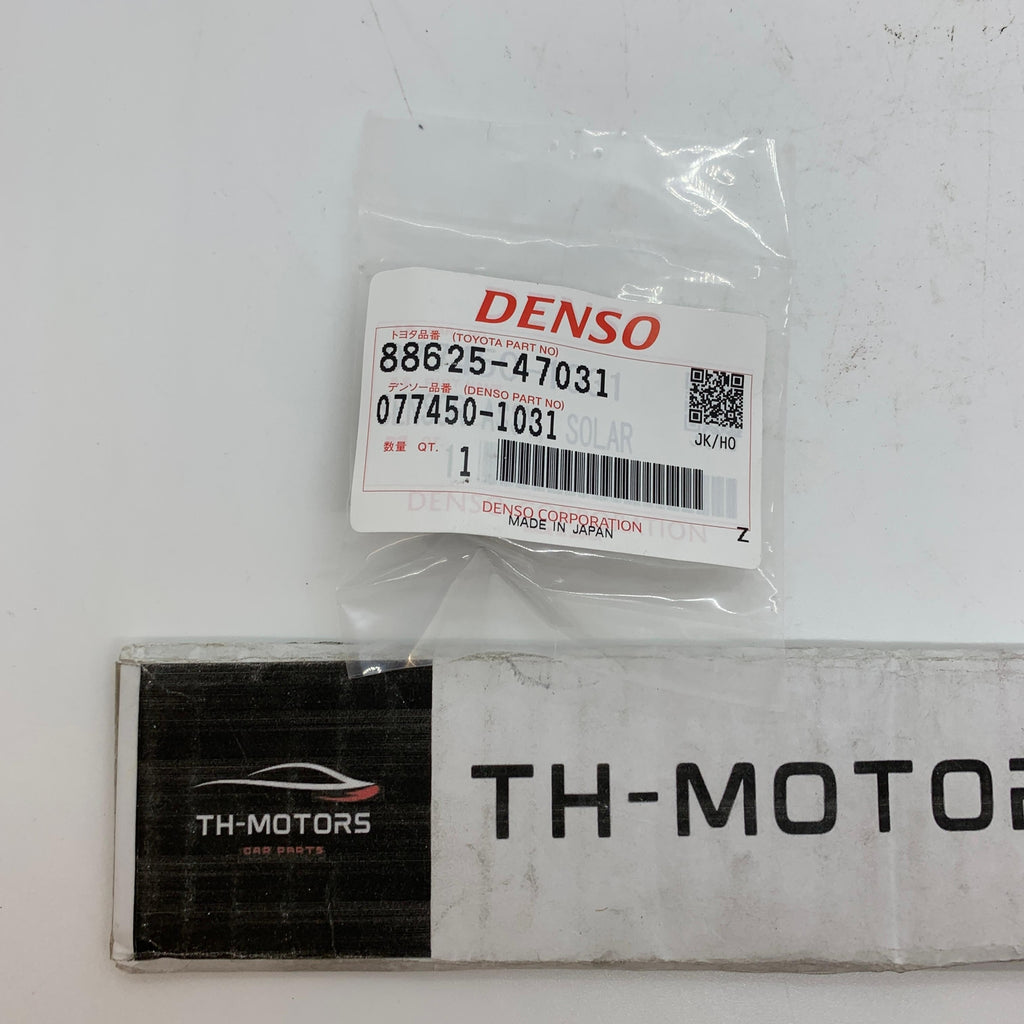 DENSO
トヨタ品番 (TOYOTA PART NO)
88625-47031
デンソー品番 (DENSO PART NO)
077450-1031
SOLAR
JK/HO
数量 QT. 1
DENSO CORPORATION
MADE IN JAPAN
Z
TH-MOTORS
CAR PARTS
TH-MOTO